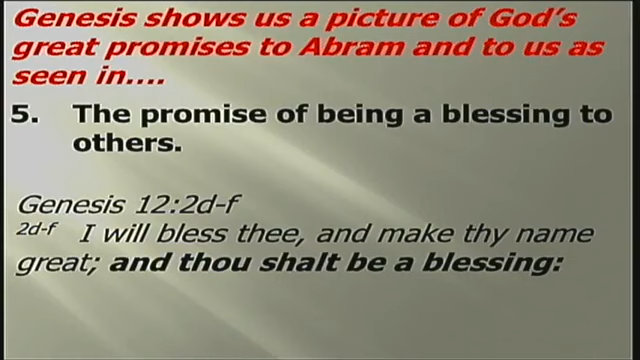 Genesis shows us a picture of God's
great promises to Abram and to us as
seen in....
5. The promise of being a blessing to
others.
Genesis 12:2d-f
2d-f I will bless thee, and make thy name
great; and thou shalt be a blessing: